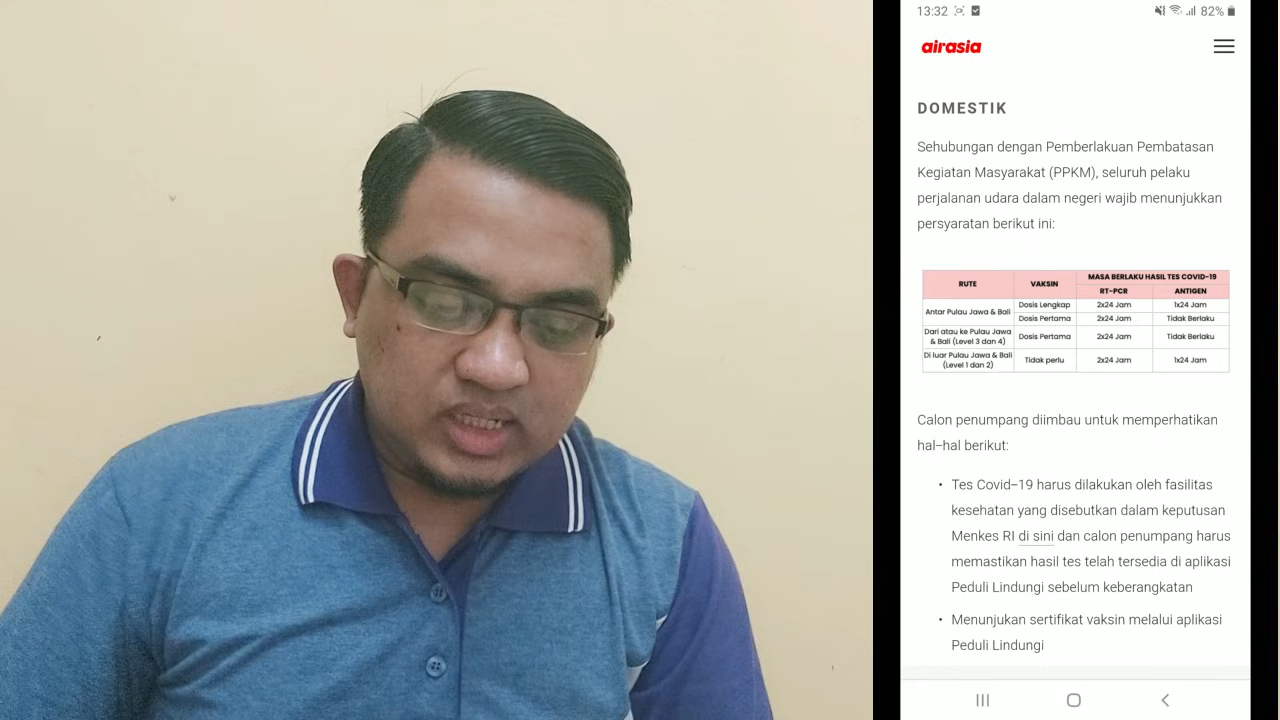 13:32
82%
airasia
DOMESTIK
Sehubungan dengan Pemberlakuan Pembatasan
Kegiatan Masyarakat (PPKM), seluruh pelaku
perjalanan udara dalam negeri wajib menunjukkan
persyaratan berikut ini:
RUTE VAKSIN MASA BERLAKU HASIL TES COVID-19
RT-PCR ANTIGEN
Antar Pulau Jawa & Bali Dosis Lengkap 2x24 Jam 1x24 Jam
Dosis Pertama 2x24 Jam Tidak Berlaku
Dari atau ke Pulau Jawa
& Bali (Level 3 dan 4) Dosis Pertama 2x24 Jam Tidak Berlaku
Di luar Pulau Jawa & Bali
(Level 1 dan 2) Tidak perlu 2x24 Jam 1x24 Jam
Calon penumpang diimbau untuk memperhatikan
hal-hal berikut:
• Tes Covid-19 harus dilakukan oleh fasilitas
kesehatan yang disebutkan dalam keputusan
Menkes RI di sini dan calon penumpang harus
memastikan hasil tes telah tersedia di aplikasi
Peduli Lindungi sebelum keberangkatan
• Menunjukan sertifikat vaksin melalui aplikasi
Peduli Lindungi